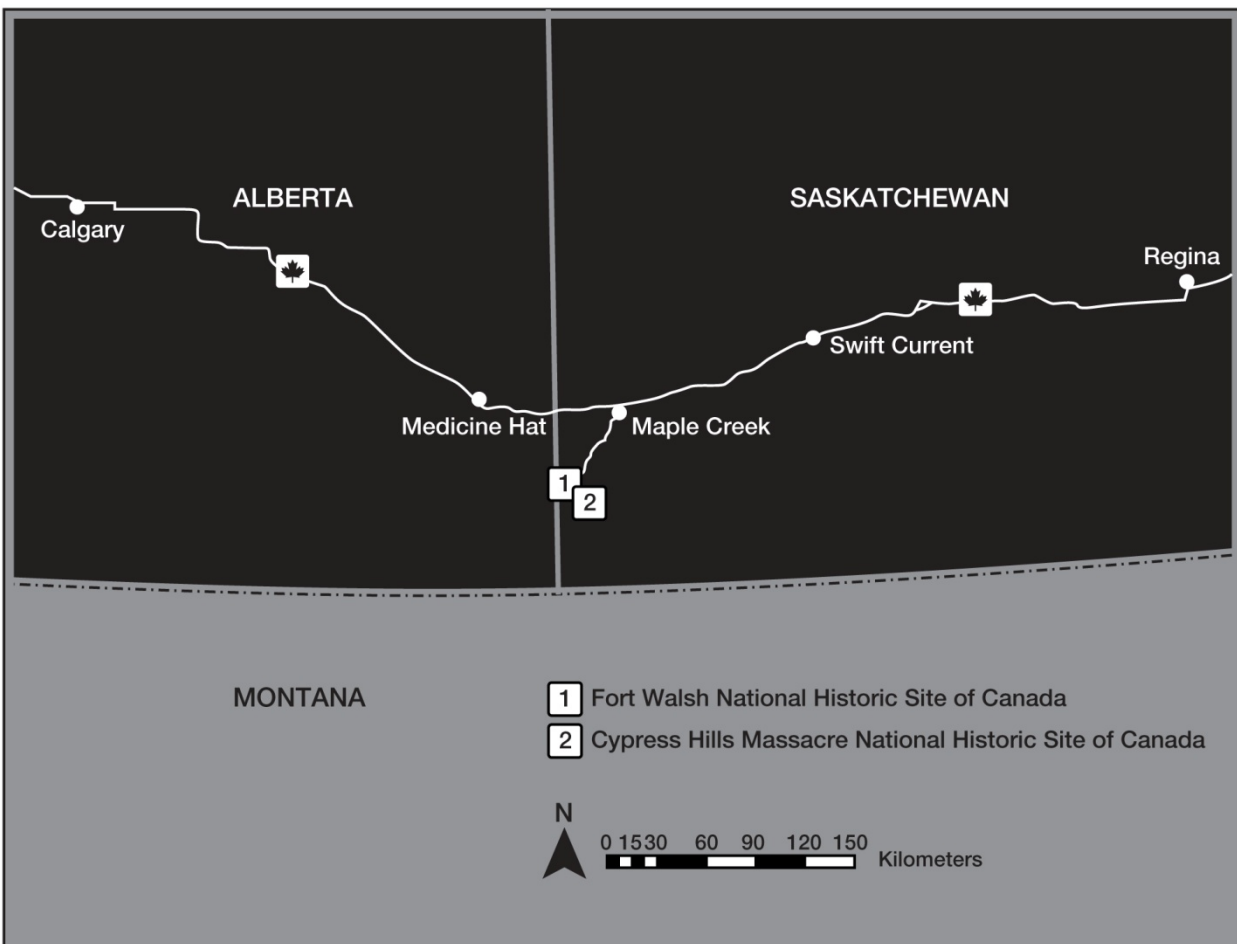 ALBERTA
SASKATCHEWAN
Calgary
Regina
Swift Current
Medicine Hat
Maple Creek
1
2
MONTANA
1 Fort Walsh National Historic Site of Canada
2 Cypress Hills Massacre National Historic Site of Canada
N
0 15 30 60 90 120 150
Kilometers